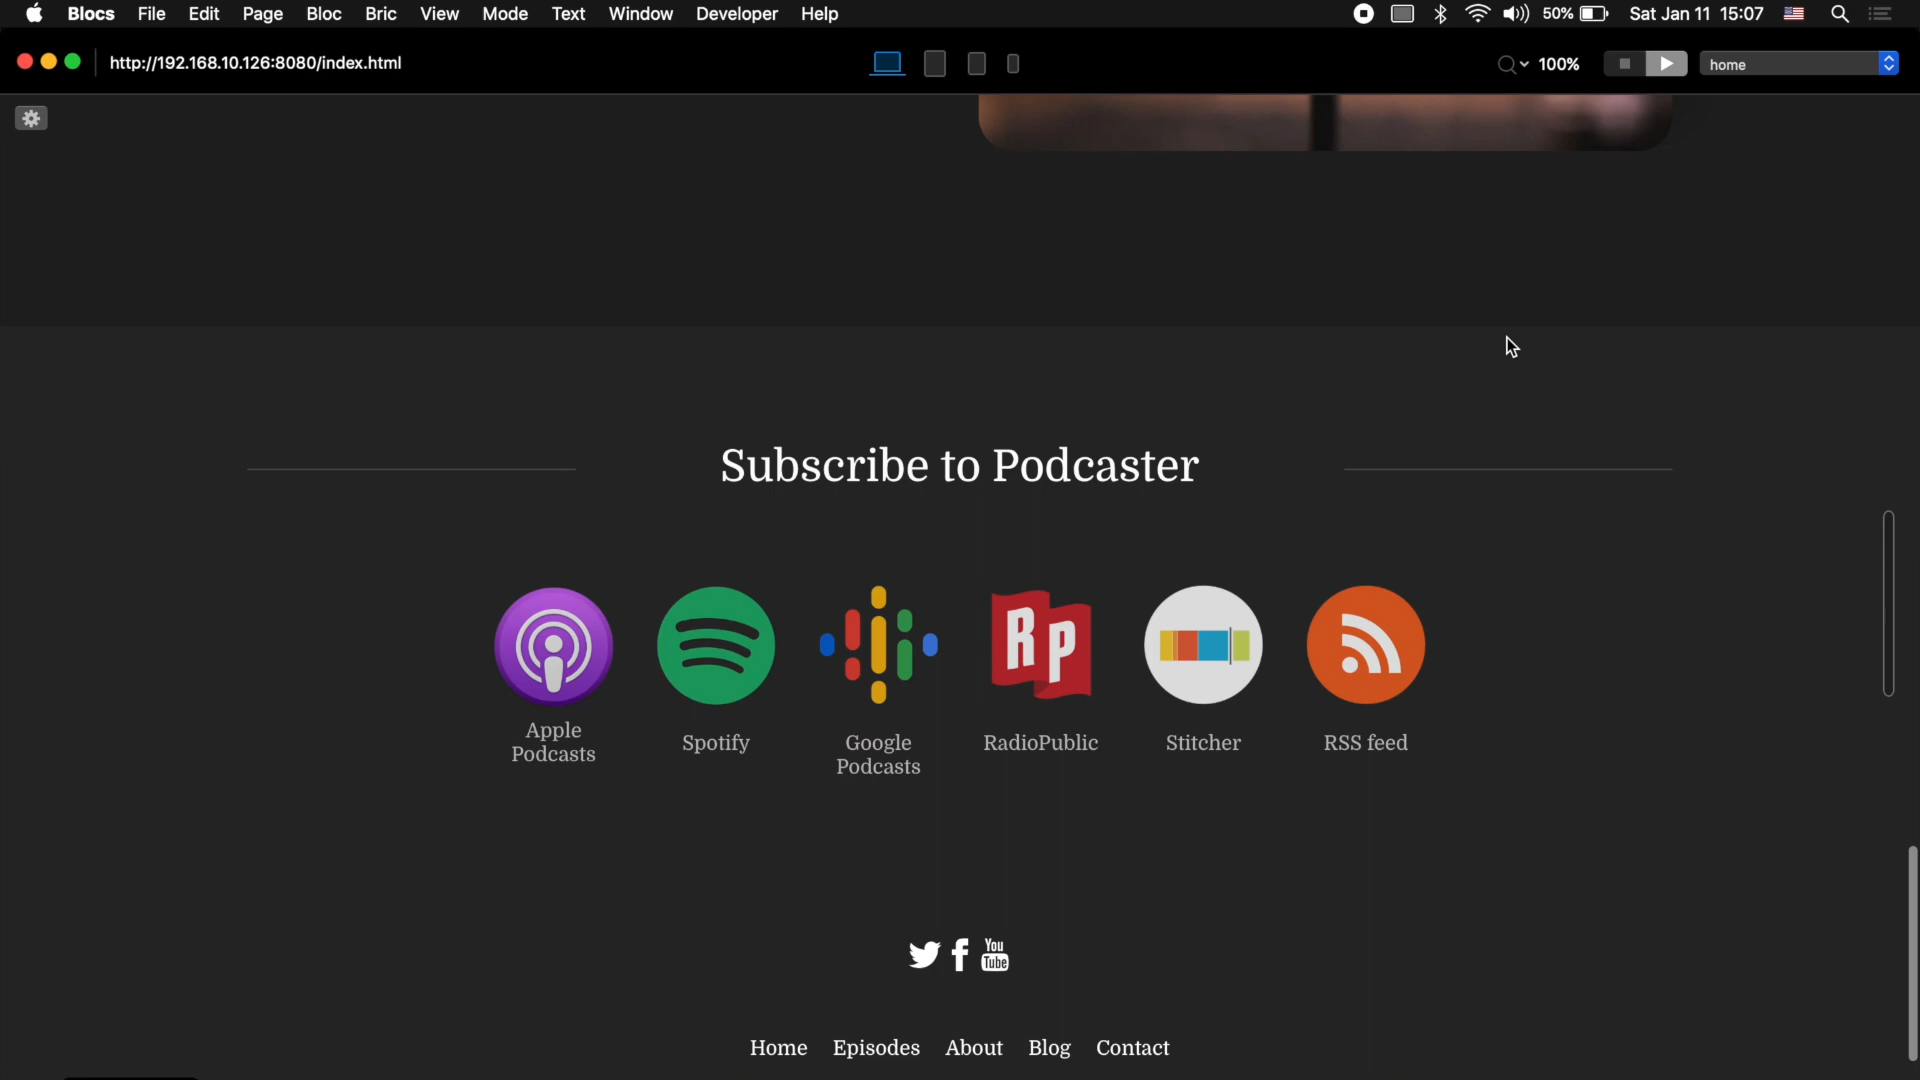 Blocs File Edit Page Bloc Bric View Mode Text Window Developer Help 50% Sat Jan 11 15:07
http://192.168.10.126:8080/index.html 100% home
Subscribe to Podcaster
RP
Apple Podcasts
Spotify
Google Podcasts
RadioPublic
Stitcher
RSS feed
You Tube
Home Episodes About Blog Contact